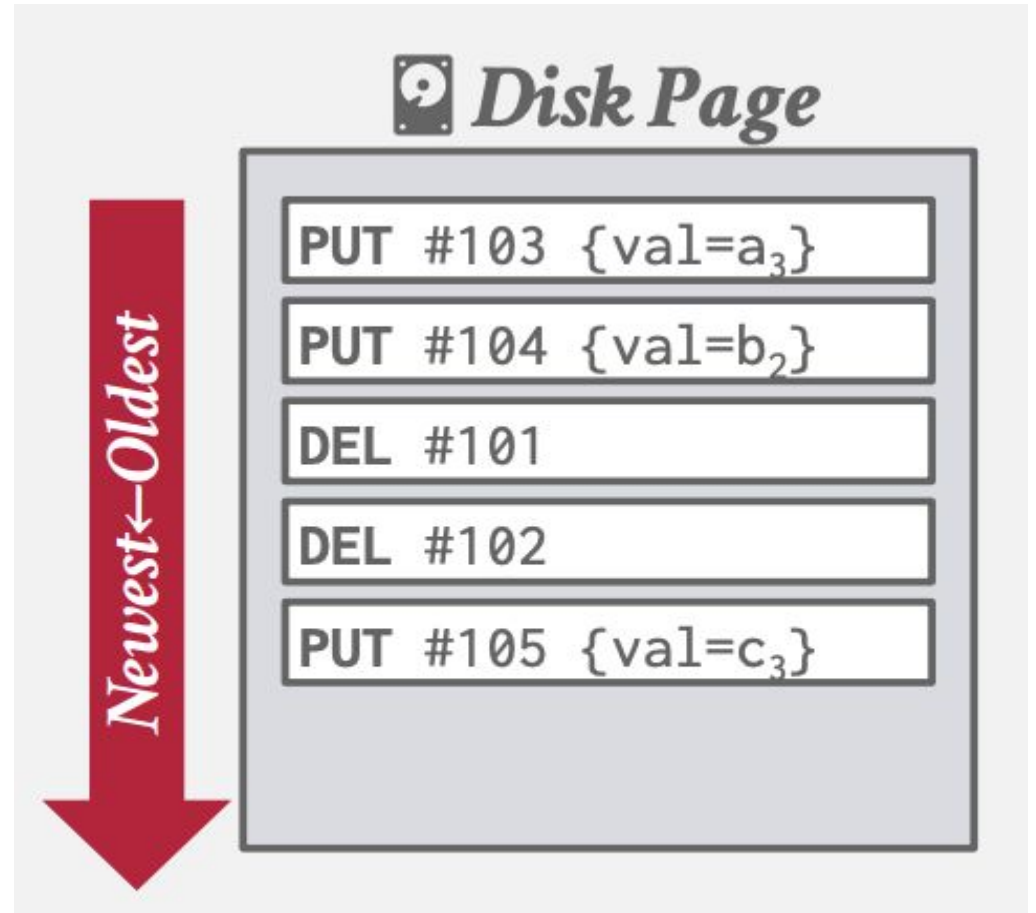 Disk Page
Newest←Oldest
PUT #103 {val=a₃}
PUT #104 {val=b₂}
DEL #101
DEL #102
PUT #105 {val=c₃}